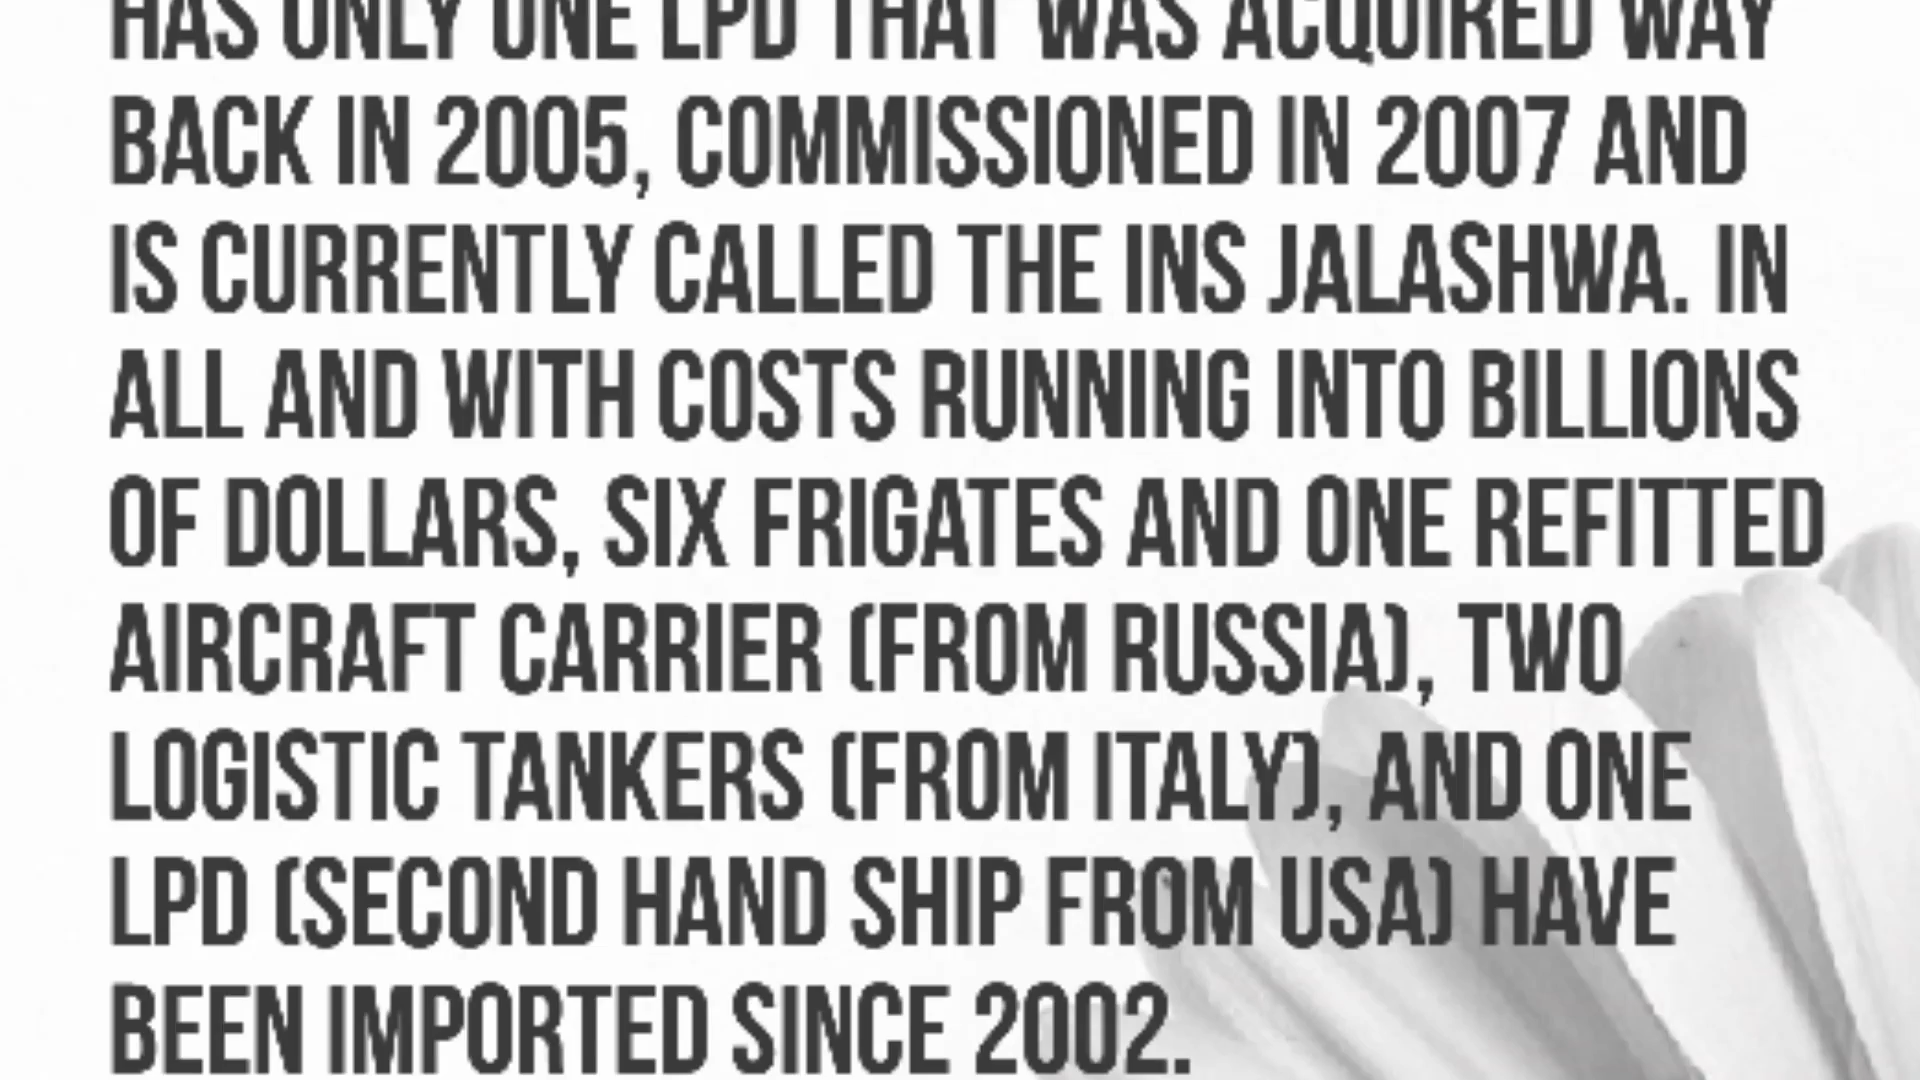 HAS ONLY ONE LPD THAT WAS ACQUIRED WAY
BACK IN 2005, COMMISSIONED IN 2007 AND
IS CURRENTLY CALLED THE INS JALASHWA. IN
ALL AND WITH COSTS RUNNING INTO BILLIONS
OF DOLLARS, SIX FRIGATES AND ONE REFITTED
AIRCRAFT CARRIER (FROM RUSSIA), TWO
LOGISTIC TANKERS (FROM ITALY), AND ONE
LPD (SECOND HAND SHIP FROM USA) HAVE
BEEN IMPORTED SINCE 2002.